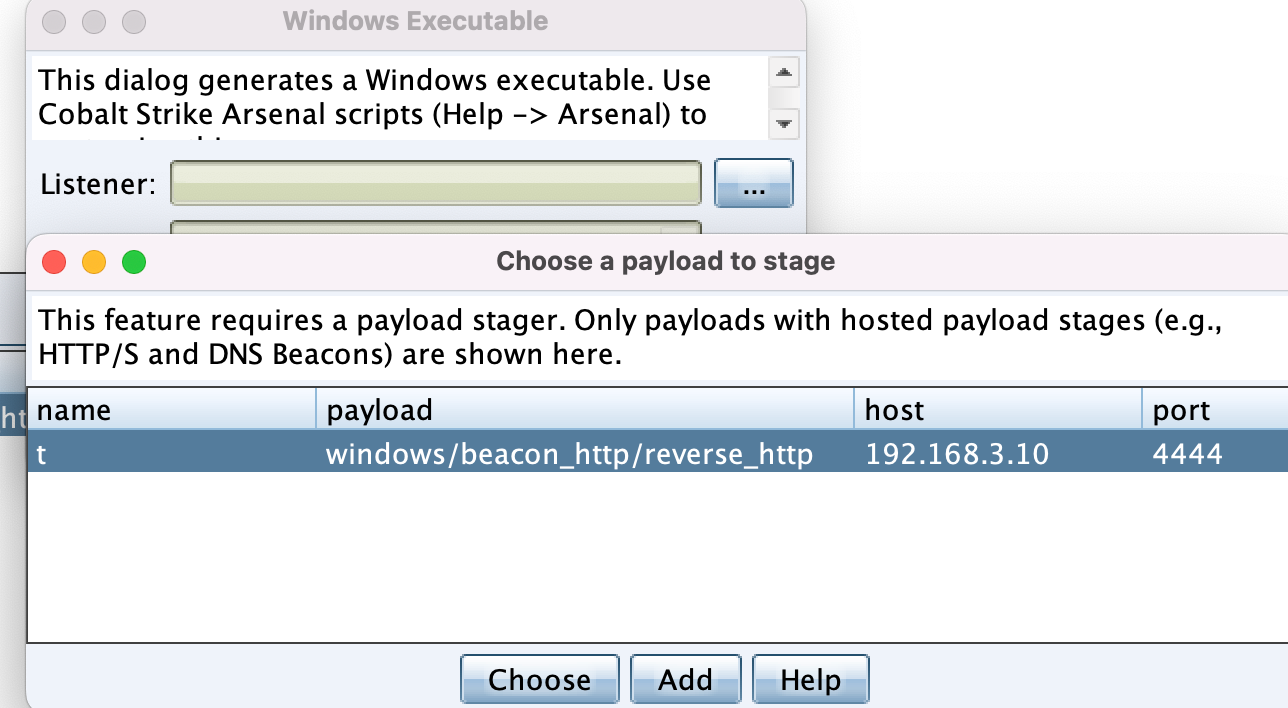 Windows Executable
This dialog generates a Windows executable. Use
Cobalt Strike Arsenal scripts (Help -> Arsenal) to
Listener:
...
Choose a payload to stage
This feature requires a payload stager. Only payloads with hosted payload stages (e.g.,
HTTP/S and DNS Beacons) are shown here.
name payload host port
ht
t windows/beacon_http/reverse_http 192.168.3.10 4444
Choose Add Help